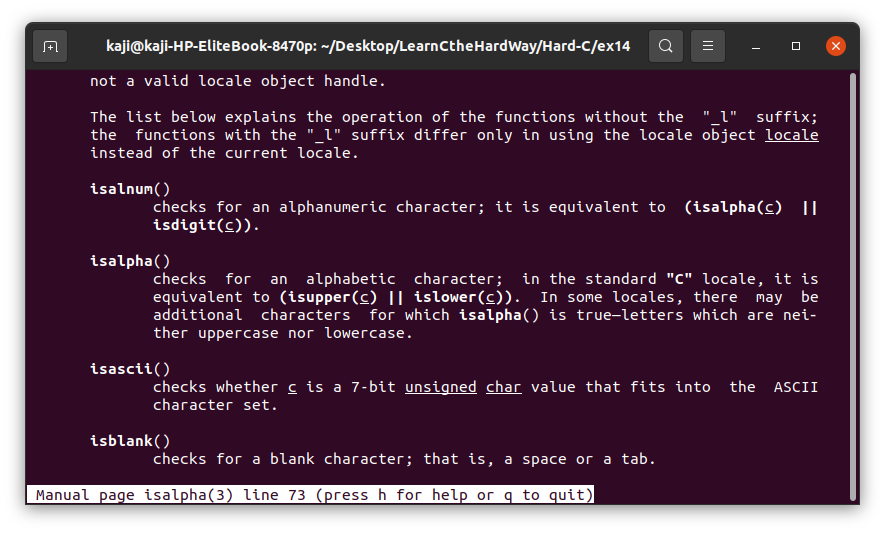 kaji@kaji-HP-EliteBook-8470p: ~/Desktop/LearnCtheHardWay/Hard-C/ex14
not a valid locale object handle.
The list below explains the operation of the functions without the "_l" suffix;
the functions with the "_l" suffix differ only in using the locale object locale
instead of the current locale.
isalnum()
checks for an alphanumeric character; it is equivalent to (isalpha(c) ||
isdigit(c)).
isalpha()
checks for an alphabetic character; in the standard "C" locale, it is
equivalent to (isupper(c) || islower(c)). In some locales, there may be
additional characters for which isalpha() is true—letters which are nei‐
ther uppercase nor lowercase.
isascii()
checks whether c is a 7-bit unsigned char value that fits into the ASCII
character set.
isblank()
checks for a blank character; that is, a space or a tab.
Manual page isalpha(3) line 73 (press h for help or q to quit)